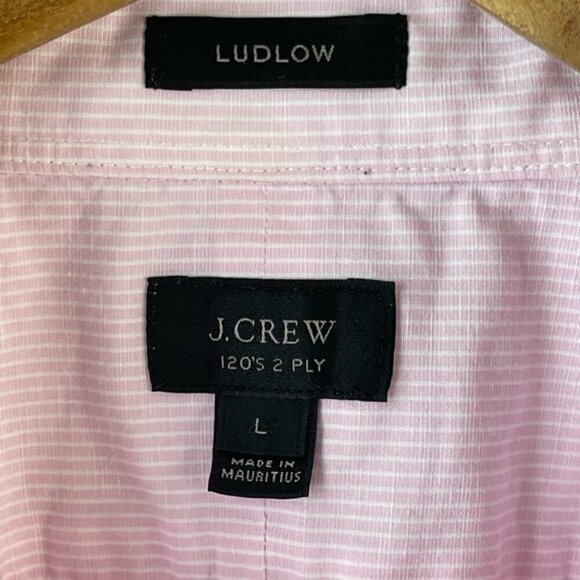 LUDLOW
J.CREW
120'S 2 PLY
L
MADE IN
MAURITIUS